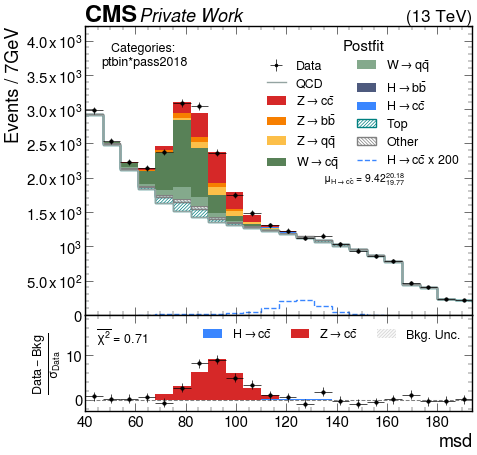 CMS Private Work (13 TeV)
Events / 7GeV
4.0 x 10³
3.5 x 10³
3.0 x 10³
2.5 x 10³
2.0 x 10³
1.5 x 10³
10³
5.0 x 10²
0
Categories:
ptbin*pass2018
Postfit
Data
QCD
Z→cc̄
Z→bb̄
Z→qq̄
W→cq̄
W→qq̄
H→bb̄
H→cc̄
Top
Other
H→cc̄ x 200
μH→cc̄ = 9.42 20.18 19.77
Data − Bkg
σData
10
0
χ² = 0.71
H→cc̄
Z→cc̄
Bkg. Unc.
40 60 80 100 120 140 160 180
msd